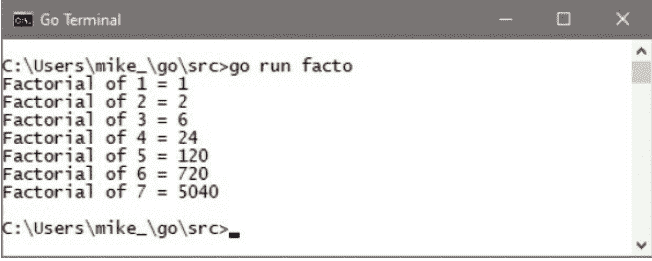 Go Terminal
C:\Users\mike_\go\src>go run facto
Factorial of 1 = 1
Factorial of 2 = 2
Factorial of 3 = 6
Factorial of 4 = 24
Factorial of 5 = 120
Factorial of 6 = 720
Factorial of 7 = 5040
C:\Users\mike_\go\src>